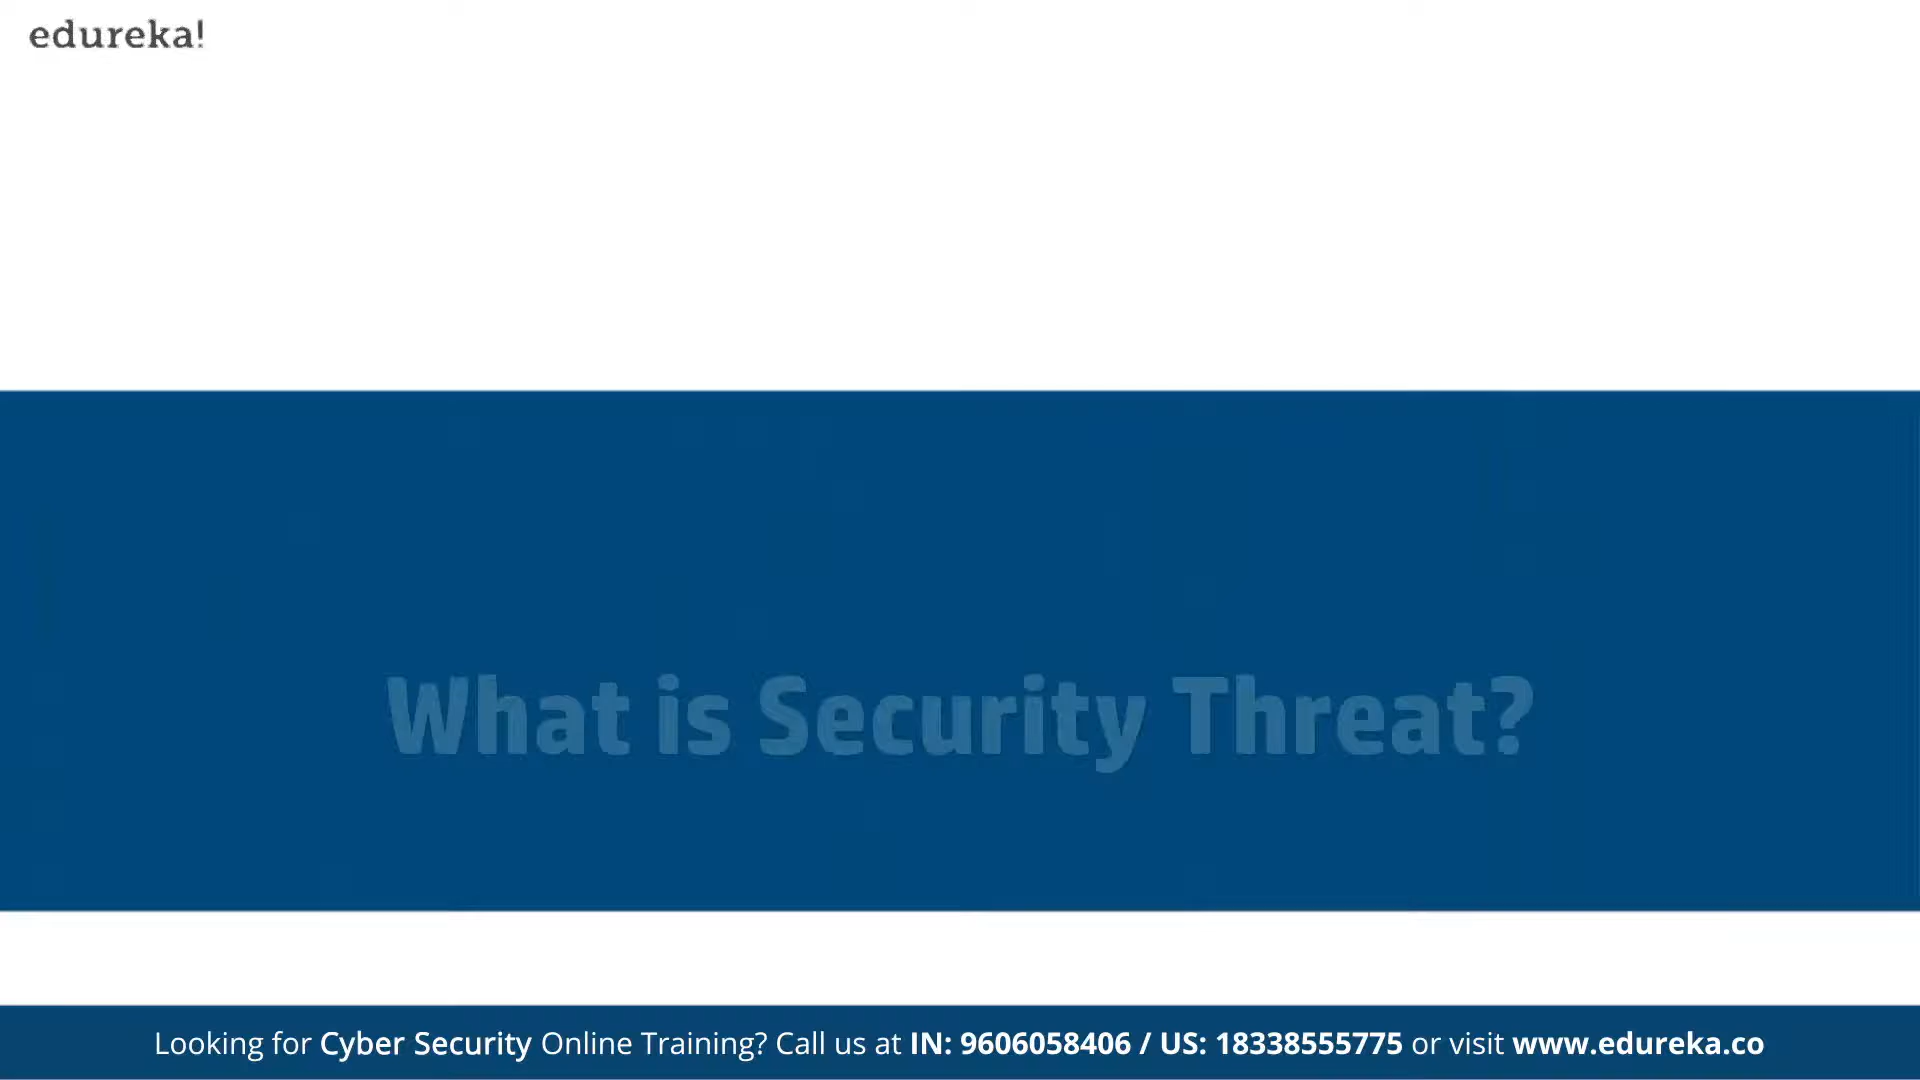 edureka!
What is Security Threat?
Looking for Cyber Security Online Training? Call us at IN: 9606058406 / US: 18338555775 or visit www.edureka.co